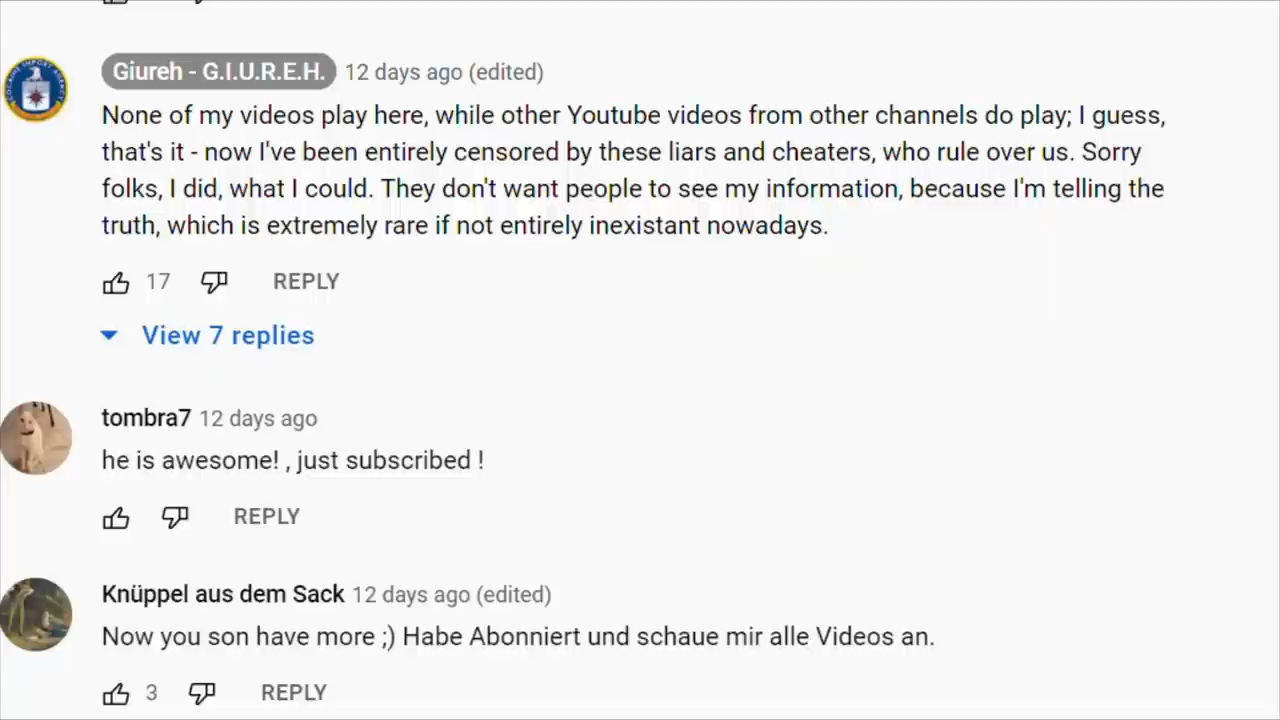 Giureh - G.I.U.R.E.H. 12 days ago (edited)
None of my videos play here, while other Youtube videos from other channels do play; I guess,
that's it - now I've been entirely censored by these liars and cheaters, who rule over us. Sorry
folks, I did, what I could. They don't want people to see my information, because I'm telling the
truth, which is extremely rare if not entirely inexistant nowadays.
17 REPLY
View 7 replies
tombra7 12 days ago
he is awesome! , just subscribed !
REPLY
Knüppel aus dem Sack 12 days ago (edited)
Now you son have more ;) Habe Abonniert und schaue mir alle Videos an.
3 REPLY